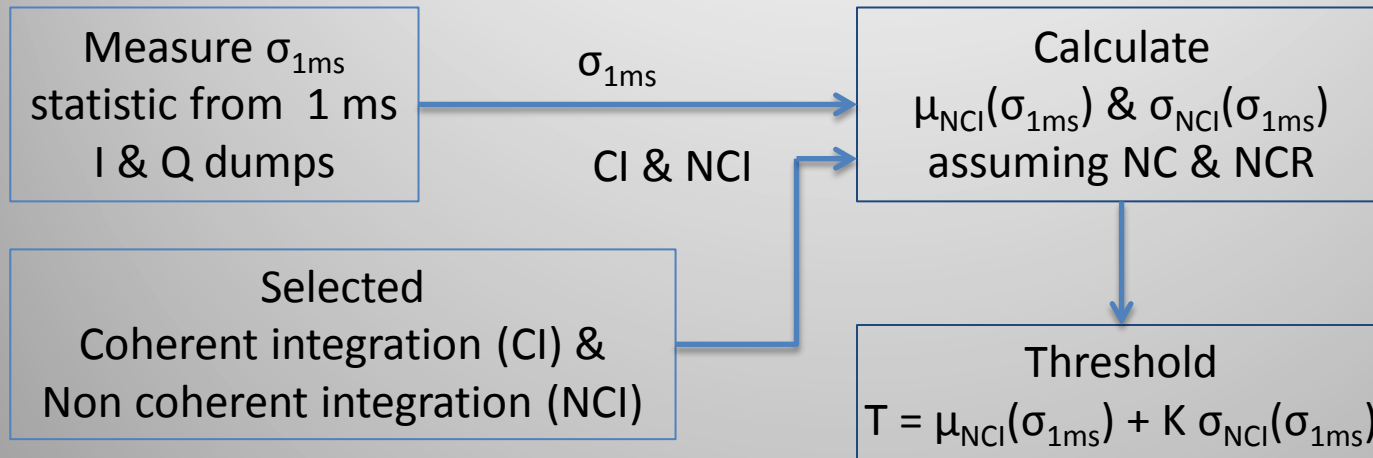 Measure σ1ms
statistic from 1 ms
I & Q dumps
σ1ms
CI & NCI
Calculate
μNCI(σ1ms) & σNCI(σ1ms)
assuming NC & NCR
Selected
Coherent integration (CI) &
Non coherent integration (NCI)
Threshold
T = μNCI(σ1ms) + K σNCI(σ1ms)